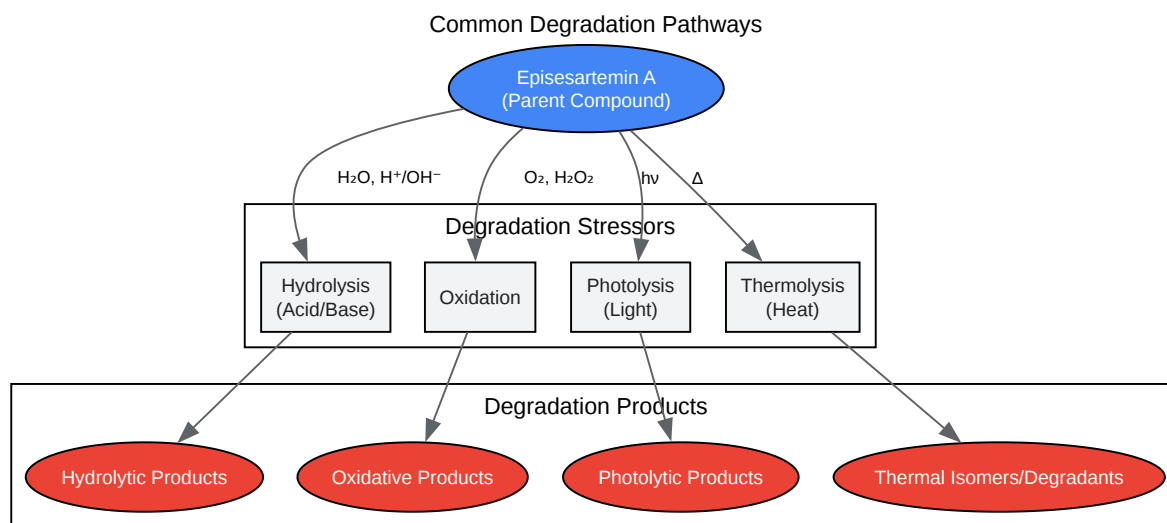 Common Degradation Pathways
Episesartemin A
(Parent Compound)
H₂O, H⁺/OH⁻
O₂, H₂O₂
hν
Δ
Degradation Stressors
Hydrolysis
(Acid/Base)
Oxidation
Photolysis
(Light)
Thermolysis
(Heat)
Degradation Products
Hydrolytic Products
Oxidative Products
Photolytic Products
Thermal Isomers/Degradants